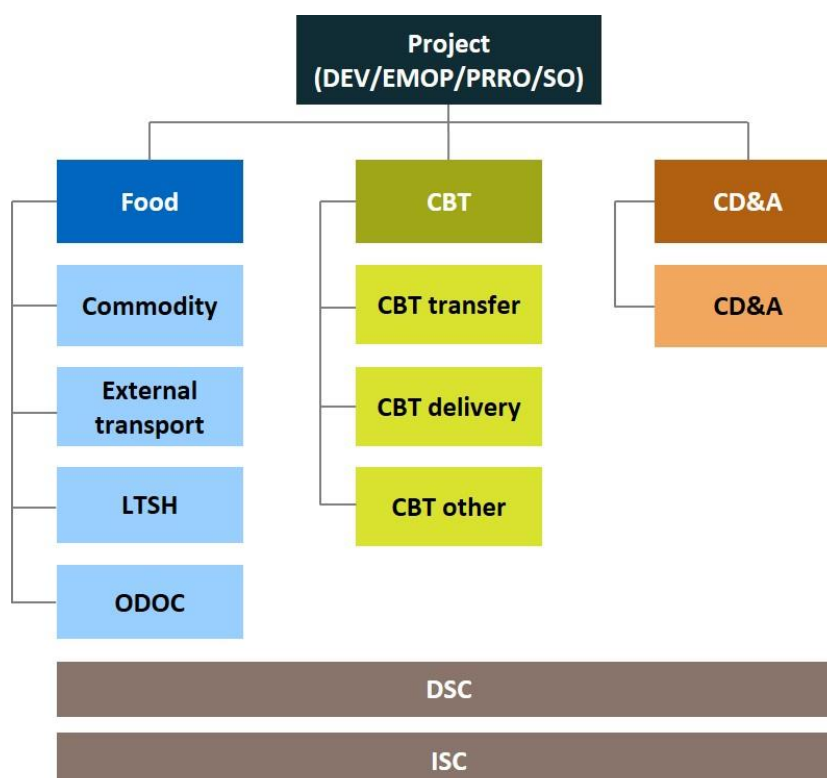 Project
(DEV/EMOP/PRRO/SO)
Food
CBT
CD&A
Commodity
CBT transfer
CD&A
External
transport
CBT delivery
LTSH
CBT other
ODOC
DSC
ISC